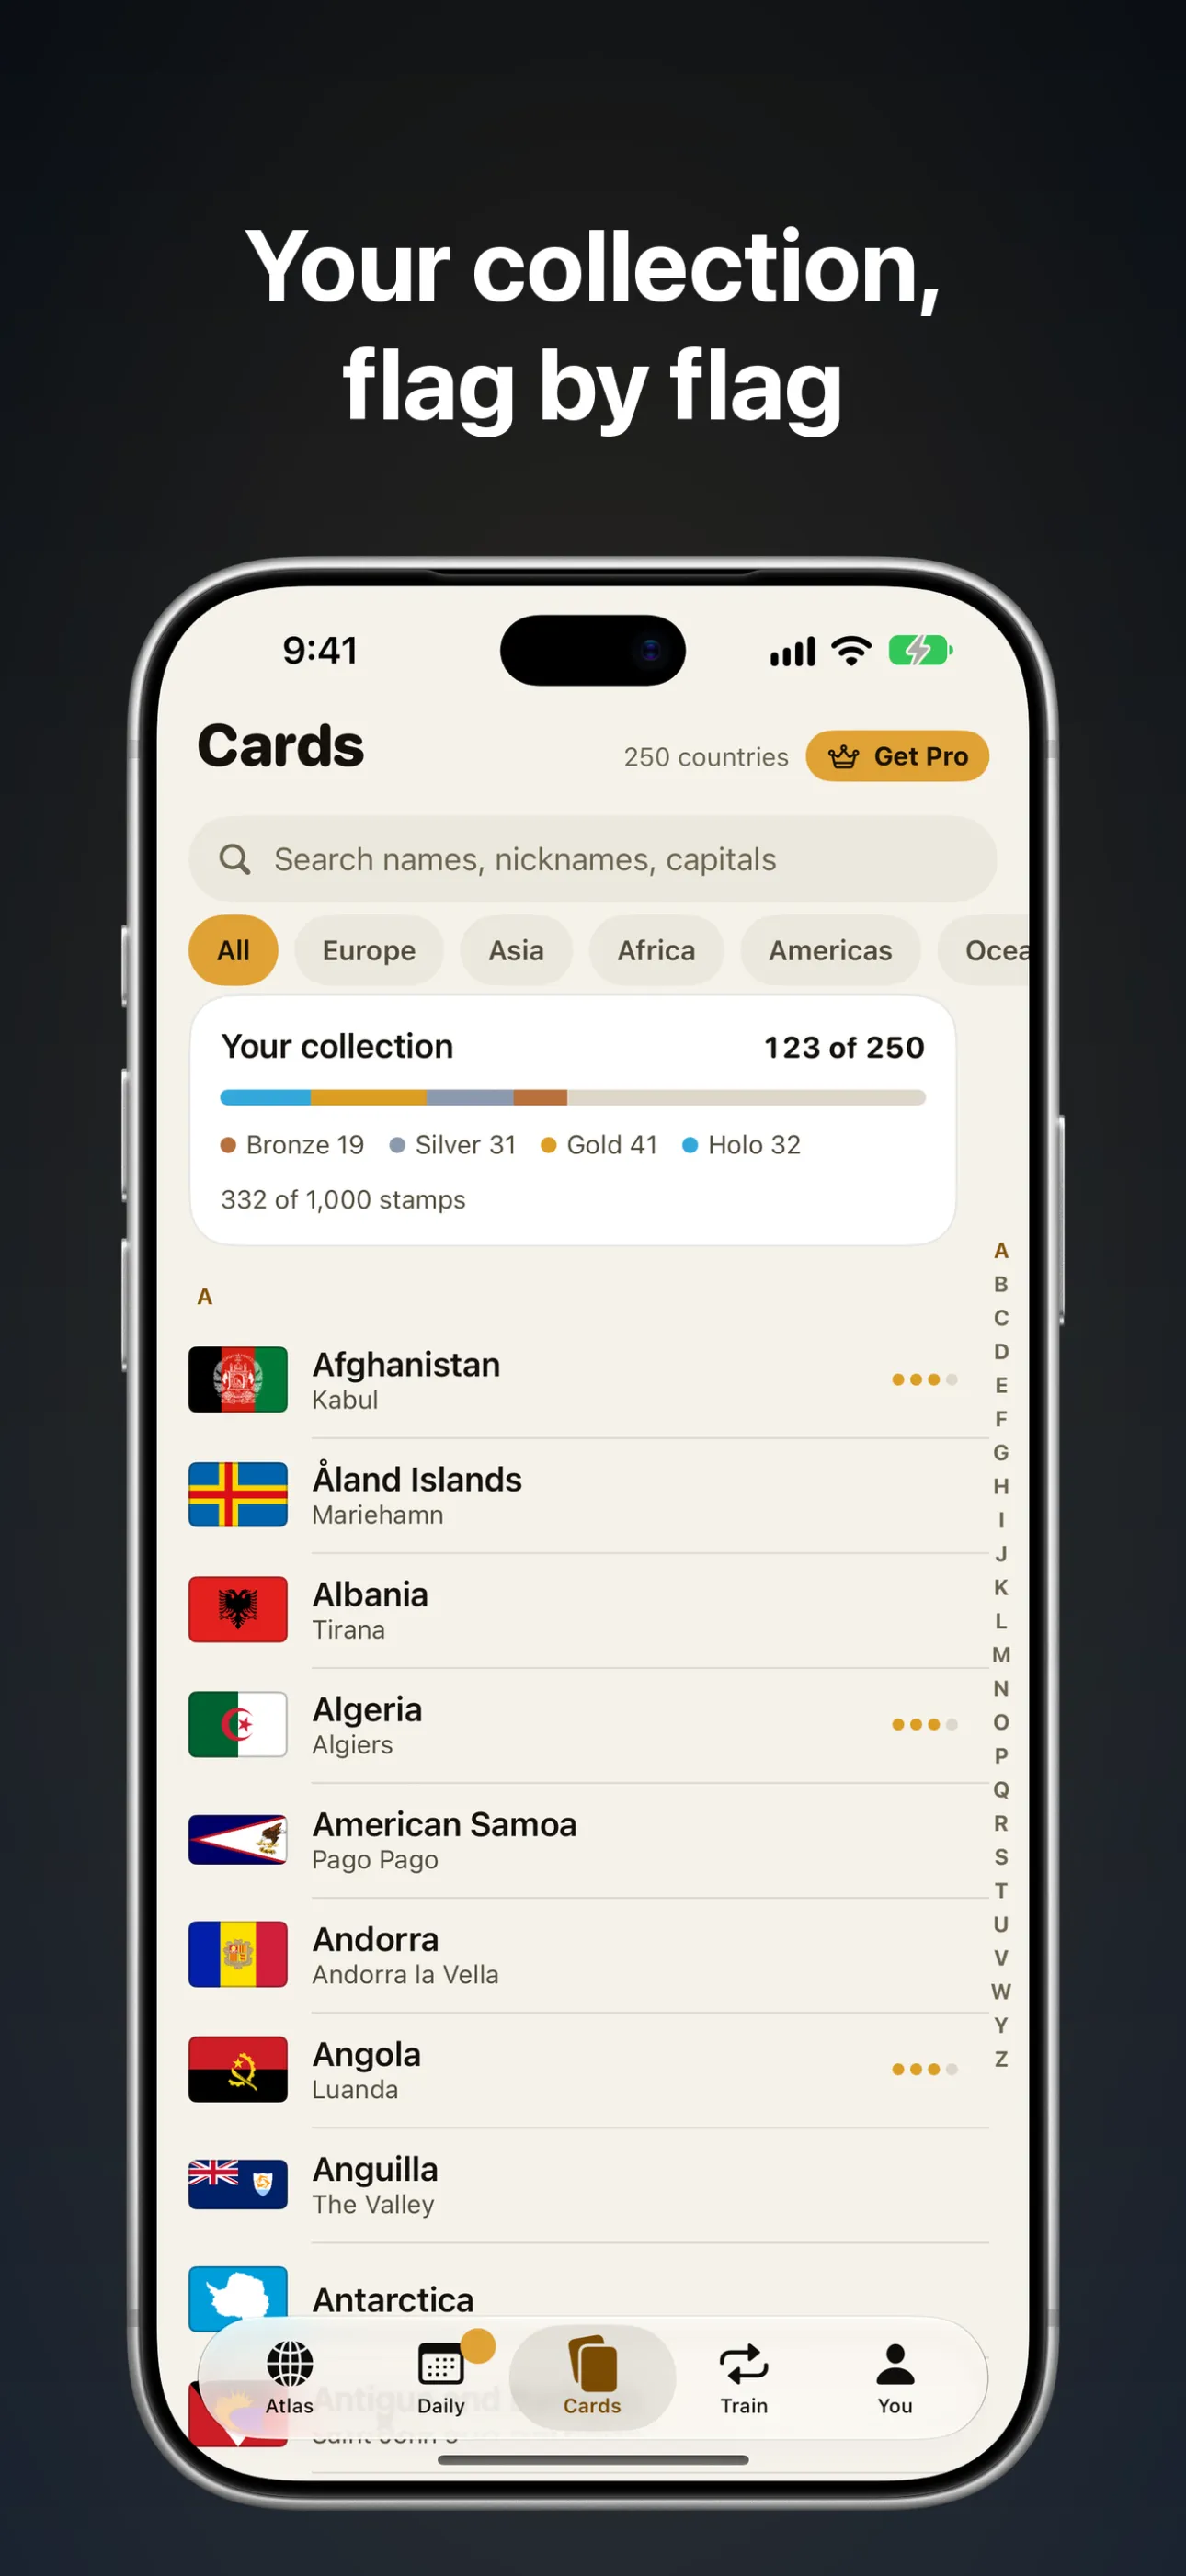 Your collection,
flag by flag
9:41
Cards
250 countries
Get Pro
Search names, nicknames, capitals
All
Europe
Asia
Africa
Americas
Ocea
Your collection
123 of 250
Bronze 19
Silver 31
Gold 41
Holo 32
332 of 1,000 stamps
A
Afghanistan
Kabul
Åland Islands
Mariehamn
Albania
Tirana
Algeria
Algiers
American Samoa
Pago Pago
Andorra
Andorra la Vella
Angola
Luanda
Anguilla
The Valley
Antarctica
A
B
C
D
E
F
G
H
I
J
K
L
M
N
O
P
Q
R
S
T
U
V
W
Y
Z
Atlas
Daily
Cards
Train
You